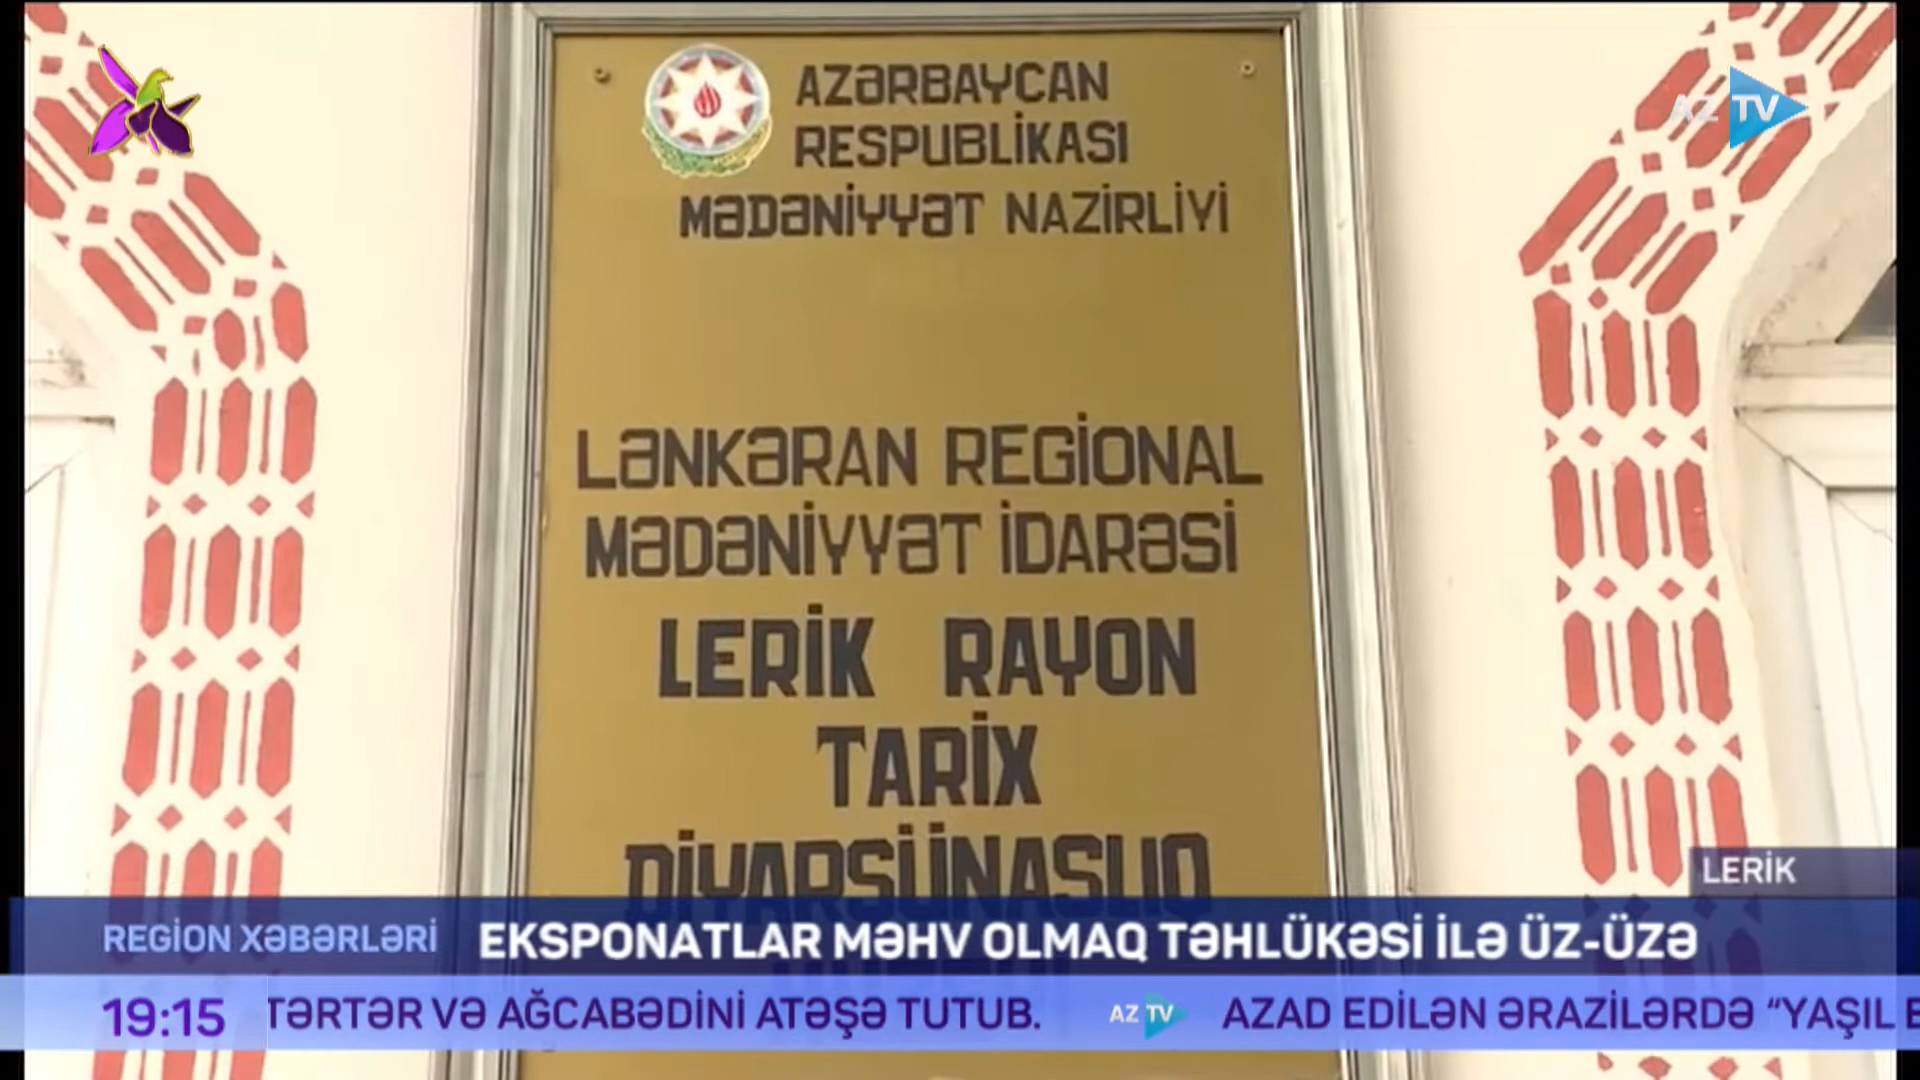 AZ TV
AZƏRBAYCAN
RESPUBLİKASI
MƏDƏNİYYƏT NAZİRLİYİ
LƏNKƏRAN REGİONAL
MƏDƏNİYYƏT İDARƏSİ
LERİK RAYON
TARİX
DİYARŞÜNASLIQ
LERİK
REGİON XƏBƏRLƏRİ EKSPONATLAR MƏHV OLMAQ TƏHLÜKƏSİ İLƏ ÜZ-ÜZƏ
19:15 TƏRTƏR VƏ AĞCABƏDİNİ ATƏŞƏ TUTUB. AZ TV AZAD EDİLƏN ƏRAZİLƏRDƏ “YAŞIL E